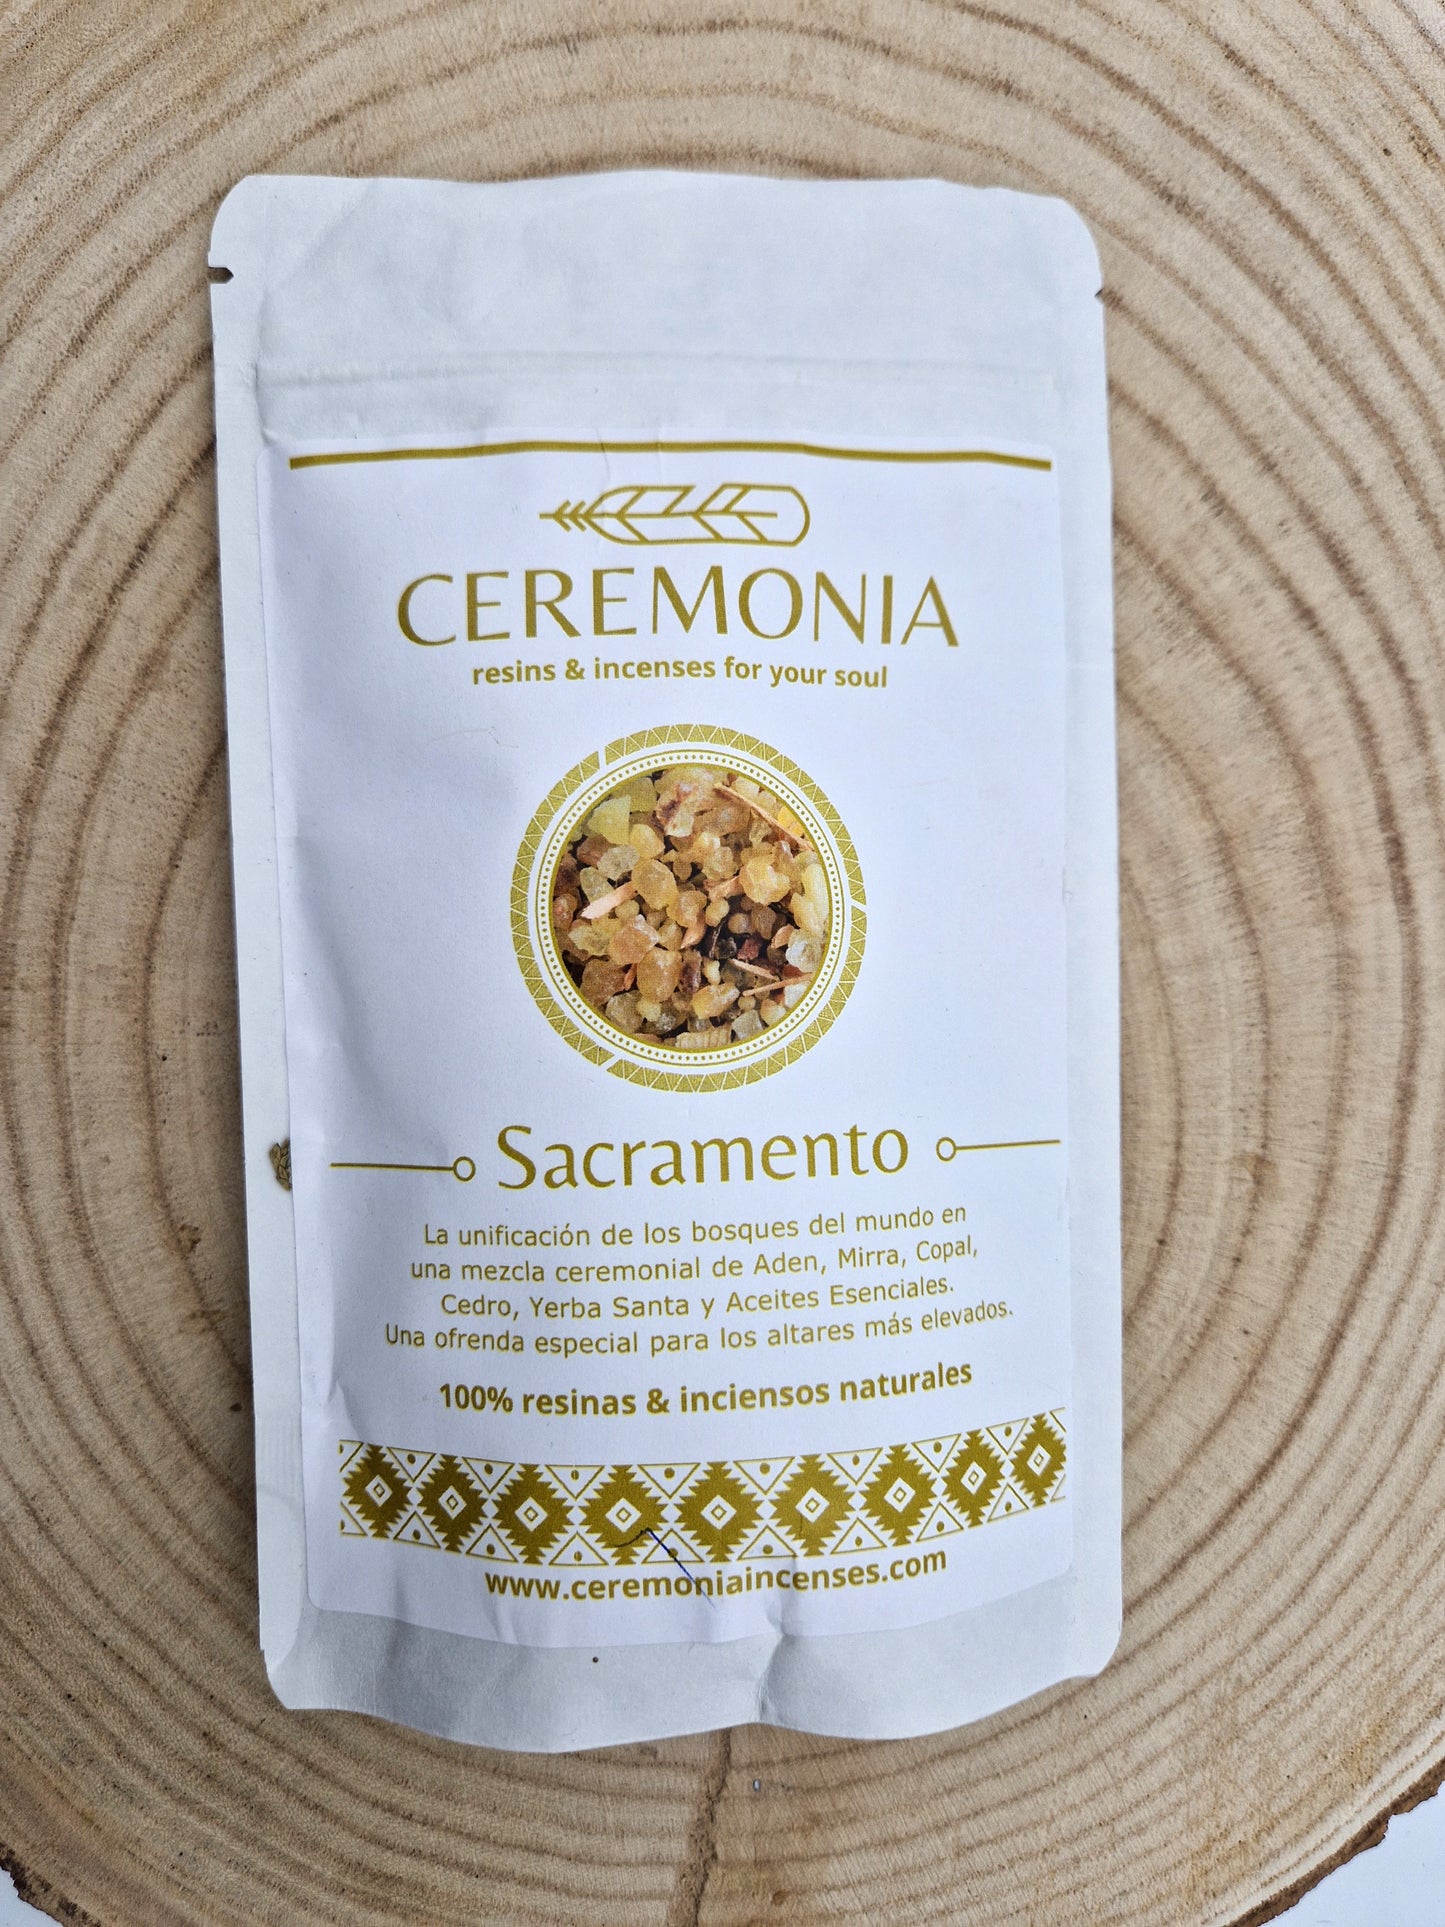 CEREMONIA
resins & incenses for your soul
Sacramento
La unificación de los bosques del mundo en
una mezcla ceremonial de Aden, Mirra, Copal,
Cedro, Yerba Santa y Aceites Esenciales.
Una ofrenda especial para los altares más elevados.
100% resinas & inciensos naturales
www.ceremoniaincenses.com